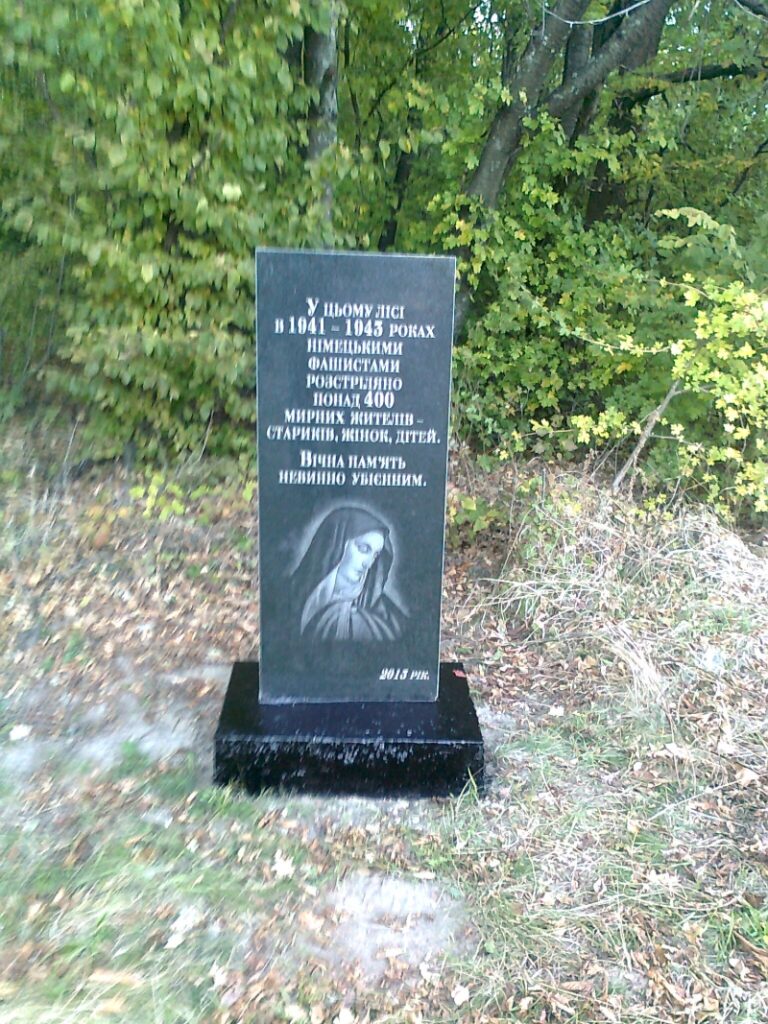 У ЦЬОМУ ЛІСІ
В 1941 – 1943 РОКАХ
НІМЕЦЬКИМИ
ФАШИСТАМИ
РОЗСТРІЛЯНО
ПОНАД 400
МИРНИХ ЖИТЕЛІВ –
СТАРИКІВ, ЖІНОК, ДІТЕЙ.
ВІЧНА ПАМ'ЯТЬ
НЕВИННО УБІЄННИМ.
2013 РІК.